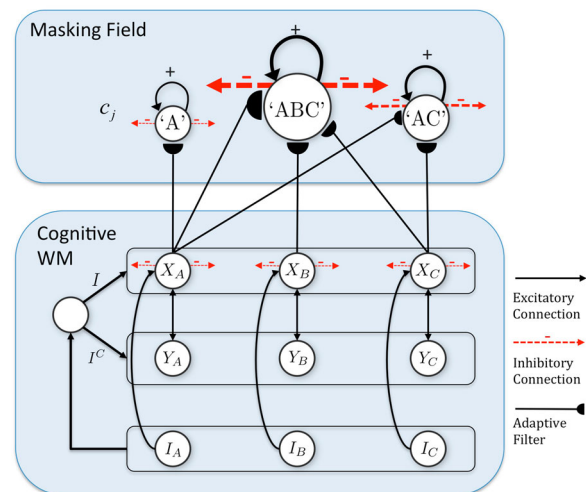 Masking Field
+
+
+
c_j
'A'
'ABC'
'AC'
- - - - - -
Cognitive
WM
I
X_A
X_B
X_C
- - - - - -
I^C
Y_A
Y_B
Y_C
I_A
I_B
I_C
Excitatory
Connection
-
Inhibitory
Connection
Adaptive
Filter